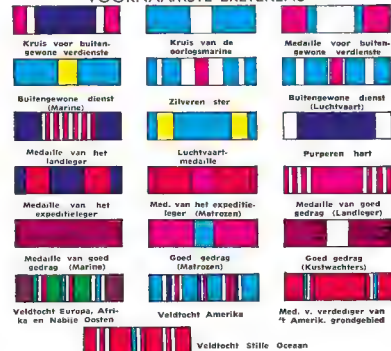 VOORNAAMSTE ERETEKENS
Kruis voor buiten-
gewone verdienste
Kruis van de
oorlogsmarine
Medaille voor buiten-
gewone verdienste
Buitengewone dienst
(Marine)
Zilveren ster
Buitengewone dienst
(Luchtvaart)
Medaille van het
landleger
Luchtvaart-
medaille
Purperen hart
Medaille van het
expeditieleger
Med. van het expeditie-
leger (Matrozen)
Medaille van goed
gedrag (Landleger)
Medaille van goed
gedrag (Marine)
Goed gedrag
(Matrozen)
Goed gedrag
(Kustwachters)
Veldtocht Europa, Afri-
ka en Nabije Oosten
Veldtocht Amerika
Med. v. verdediger van
't Amerik. grondgebied
Veldtocht Stille Oceaan